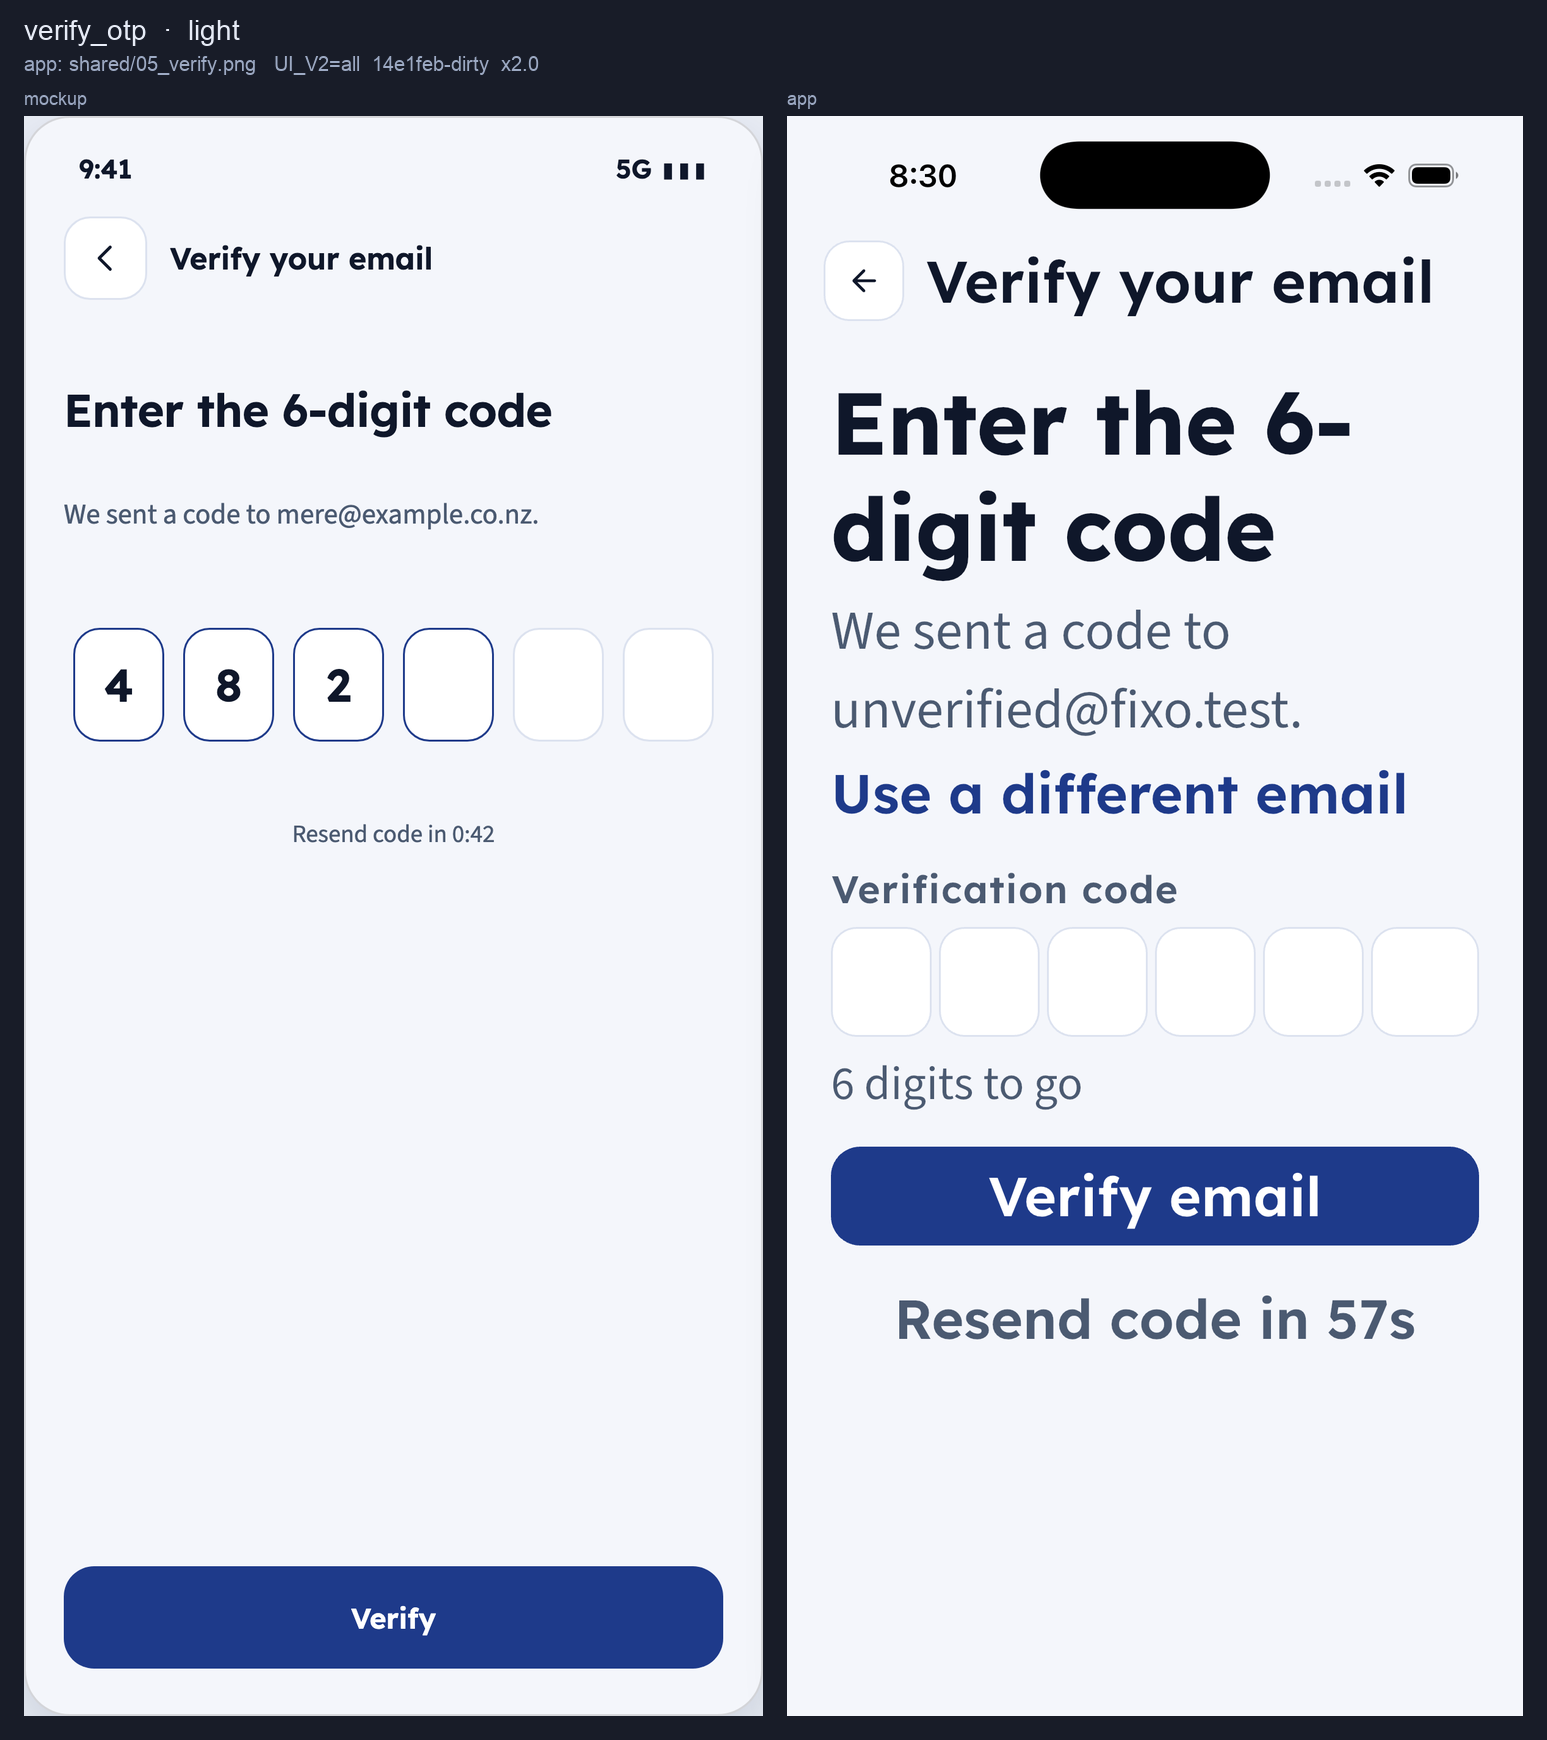 verify_otp · light
app: shared/05_verify.png UI_V2=all 14e1feb-dirty x2.0
mockup
9:41
5G
Verify your email
Enter the 6-digit code
We sent a code to mere@example.co.nz.
4 8 2
Resend code in 0:42
Verify
app
8:30
Verify your email
Enter the 6-
digit code
We sent a code to
unverified@fixo.test.
Use a different email
Verification code
6 digits to go
Verify email
Resend code in 57s